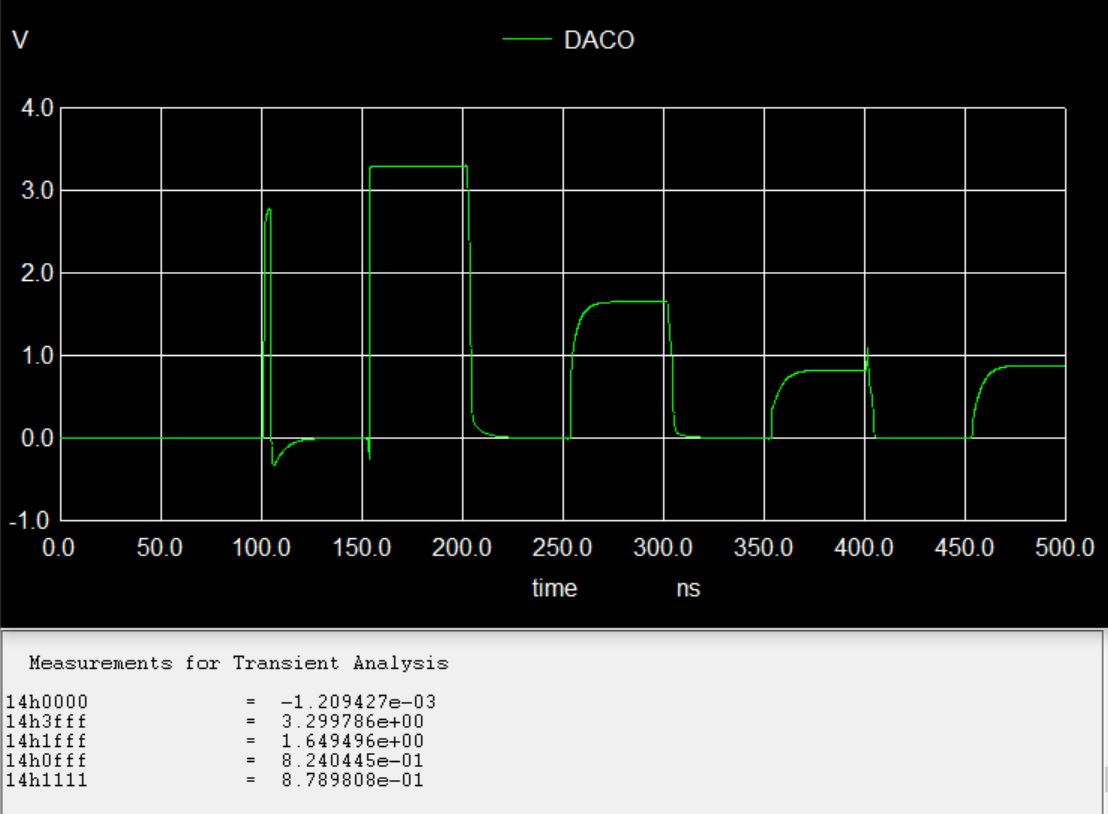 V DACO
4.0
3.0
2.0
1.0
0.0
-1.0
0.0 50.0 100.0 150.0 200.0 250.0 300.0 350.0 400.0 450.0 500.0
time ns
Measurements for Transient Analysis
14h0000 = -1.209427e-03
14h3fff = 3.299786e+00
14h1fff = 1.649496e+00
14h0fff = 8.240445e-01
14h1111 = 8.789808e-01